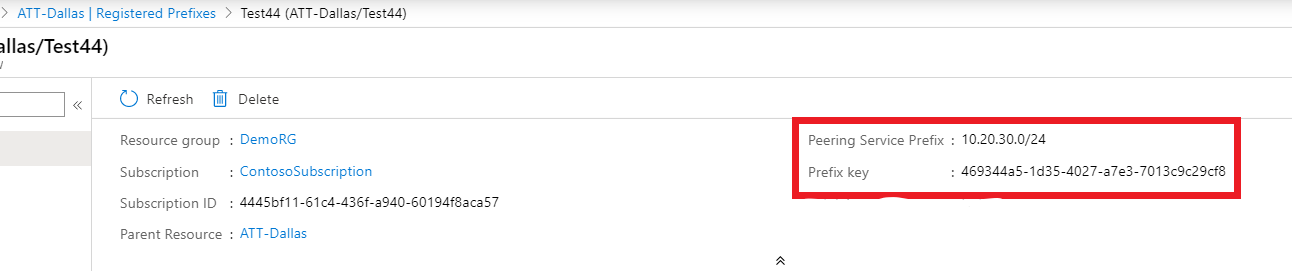 ATT-Dallas | Registered Prefixes > Test44 (ATT-Dallas/Test44)
allas/Test44)
Refresh Delete
Resource group : DemoRG
Subscription : ContosoSubscription
Subscription ID : 4445bf11-61c4-436f-a940-60194f8aca57
Parent Resource : ATT-Dallas
Peering Service Prefix : 10.20.30.0/24
Prefix key : 469344a5-1d35-4027-a7e3-7013c9c29cf8